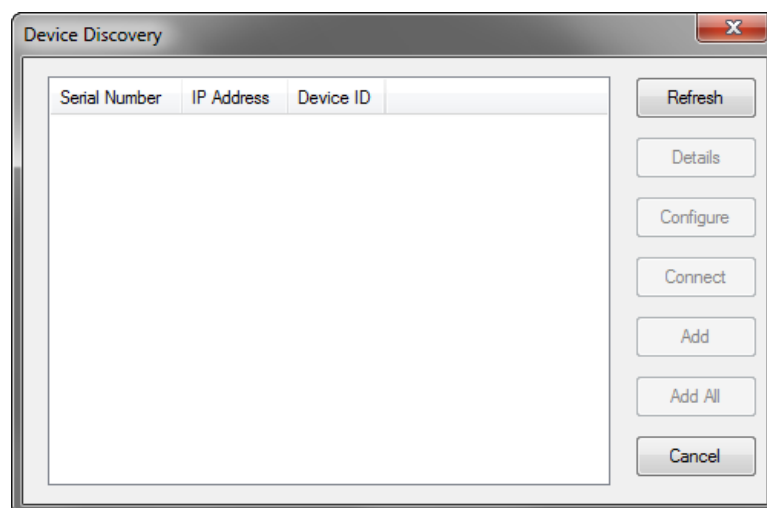 Device Discovery
Serial Number IP Address Device ID
Refresh
Details
Configure
Connect
Add
Add All
Cancel